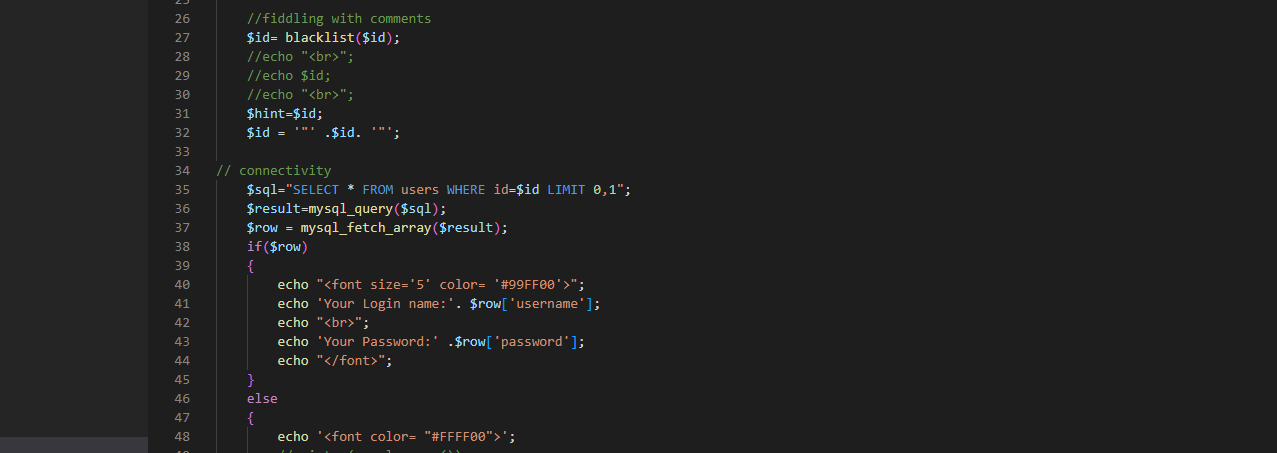 26 //fiddling with comments
27 $id= blacklist($id);
28 //echo "<br>";
29 //echo $id;
30 //echo "<br>";
31 $hint=$id;
32 $id = '"' .$id. '"';
33
34 // connectivity
35 $sql="SELECT * FROM users WHERE id=$id LIMIT 0,1";
36 $result=mysql_query($sql);
37 $row = mysql_fetch_array($result);
38 if($row)
39 {
40 echo "<font size='5' color= '#99FF00'>";
41 echo 'Your Login name:'. $row['username'];
42 echo "<br>";
43 echo 'Your Password:' .$row['password'];
44 echo "</font>";
45 }
46 else
47 {
48 echo '<font color= "#FFFF00">';